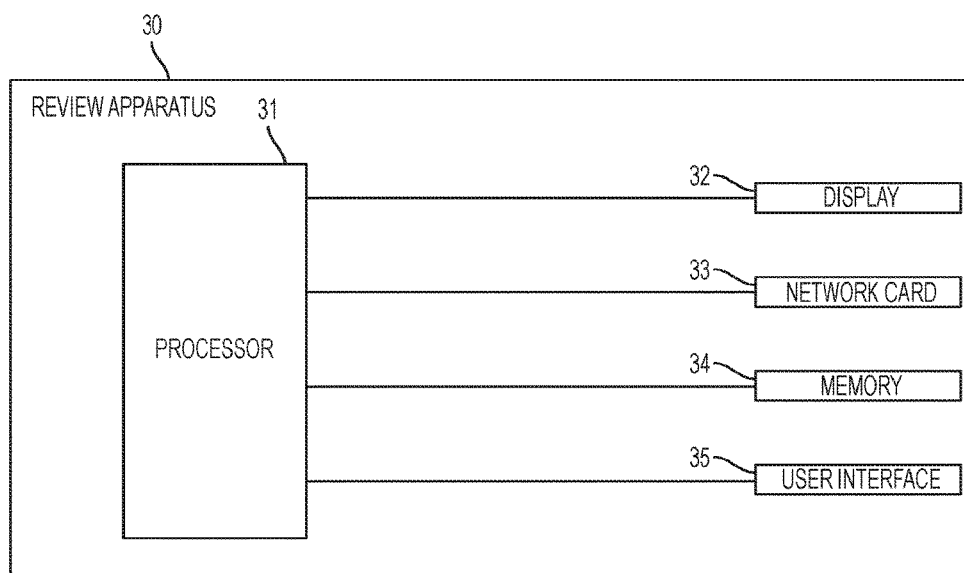 30
REVIEW APPARATUS
31
PROCESSOR
32
DISPLAY
33
NETWORK CARD
34
MEMORY
35
USER INTERFACE